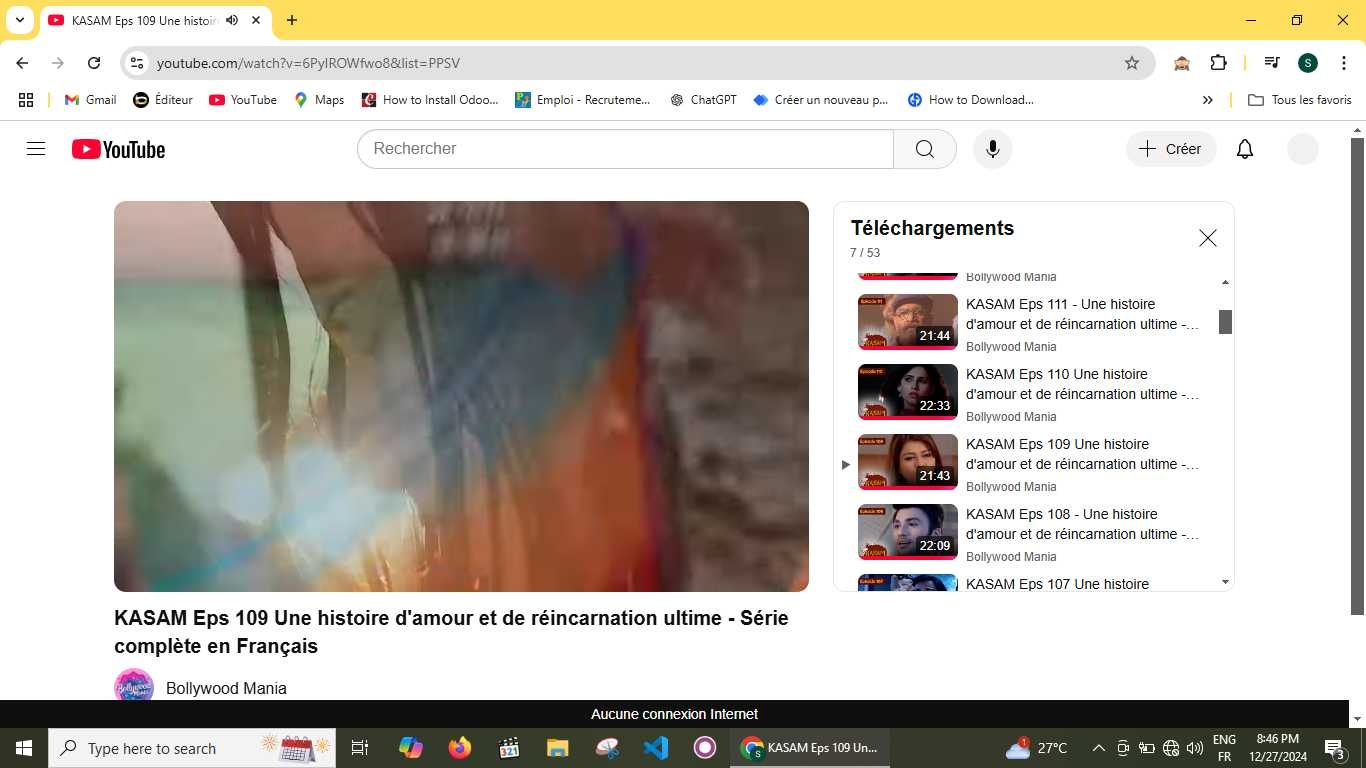 KASAM Eps 109 Une histoir
youtube.com/watch?v=6PyIROWfwo8&list=PPSV
S
Gmail
Éditeur
YouTube
Maps
How to Install Odoo...
Emploi - Recruteme...
ChatGPT
Créer un nouveau p...
How to Download...
Tous les favoris
YouTube
Rechercher
Créer
Téléchargements
7 / 53
Bollywood Mania
KASAM Eps 111 - Une histoire
d'amour et de réincarnation ultime -...
21:44
Bollywood Mania
KASAM Eps 110 Une histoire
d'amour et de réincarnation ultime -...
22:33
Bollywood Mania
KASAM Eps 109 Une histoire
d'amour et de réincarnation ultime -...
21:43
Bollywood Mania
KASAM Eps 108 - Une histoire
d'amour et de réincarnation ultime -...
22:09
Bollywood Mania
KASAM Eps 107 Une histoire
KASAM Eps 109 Une histoire d'amour et de réincarnation ultime - Série
complète en Français
Bollywood Mania
Aucune connexion Internet
Type here to search
KASAM Eps 109 Un...
27°C
ENG
FR
8:46 PM
12/27/2024
3